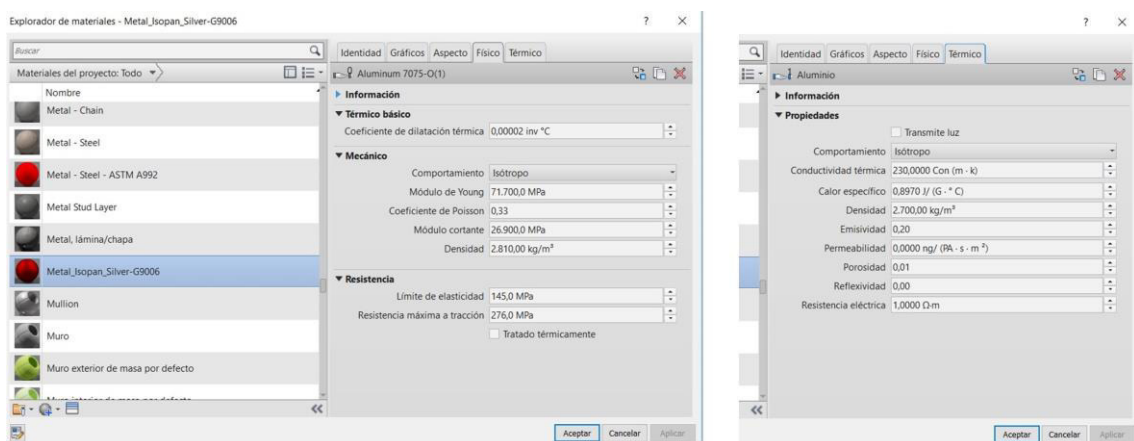 Explorador de materiales - Metal_Isopan_Silver-G9006
?
×
Buscar
Materiales del proyecto: Todo
Nombre
Metal - Chain
Metal - Steel
Metal - Steel - ASTM A992
Metal Stud Layer
Metal, lámina/chapa
Metal_Isopan_Silver-G9006
Mullion
Muro
Muro exterior de masa por defecto
Identidad Gráficos Aspecto Físico Térmico
Aluminum 7075-O(1)
Información
Térmico básico
Coeficiente de dilatación térmica 0,00002 inv °C
Mecánico
Comportamiento Isótropo
Módulo de Young 71.700,0 MPa
Coeficiente de Poisson 0,33
Módulo cortante 26.900,0 MPa
Densidad 2.810,00 kg/m³
Resistencia
Límite de elasticidad 145,0 MPa
Resistencia máxima a tracción 276,0 MPa
Tratado térmicamente
Aceptar Cancelar Aplicar
?
×
Identidad Gráficos Aspecto Físico Térmico
Aluminio
Información
Propiedades
Transmite luz
Comportamiento Isótropo
Conductividad térmica 230,0000 Con (m · k)
Calor específico 0,8970 J/ (G · ° C)
Densidad 2.700,00 kg/m³
Emisividad 0,20
Permeabilidad 0,0000 ng/ (PA · s · m ²)
Porosidad 0,01
Reflexividad 0,00
Resistencia eléctrica 1,0000 Ω·m
Aceptar Cancelar Aplicar